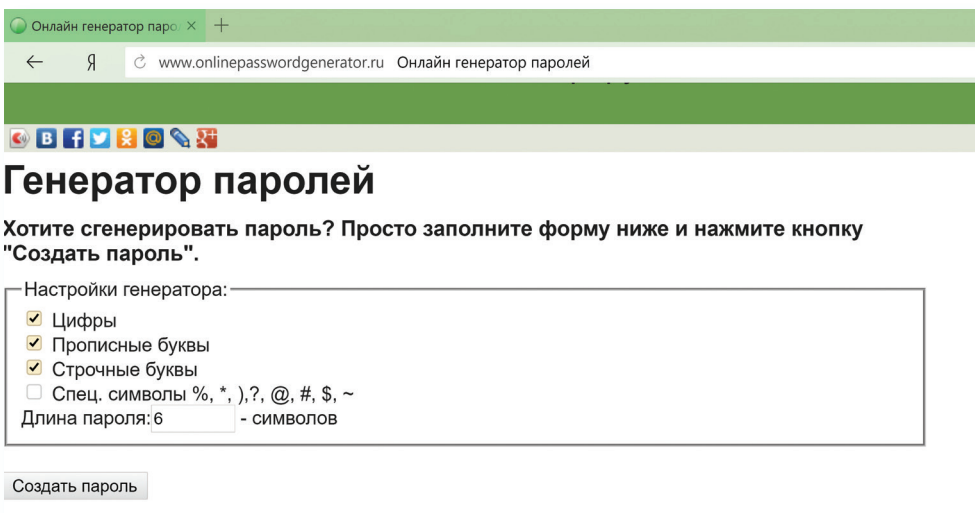 Онлайн генератор паро
Я www.onlinepasswordgenerator.ru Онлайн генератор паролей
Генератор паролей
Хотите сгенерировать пароль? Просто заполните форму ниже и нажмите кнопку
"Создать пароль".
Настройки генератора:
Цифры
Прописные буквы
Строчные буквы
Спец. символы %, *, ),?, @, #, $, ~
Длина пароля: 6 - символов
Создать пароль